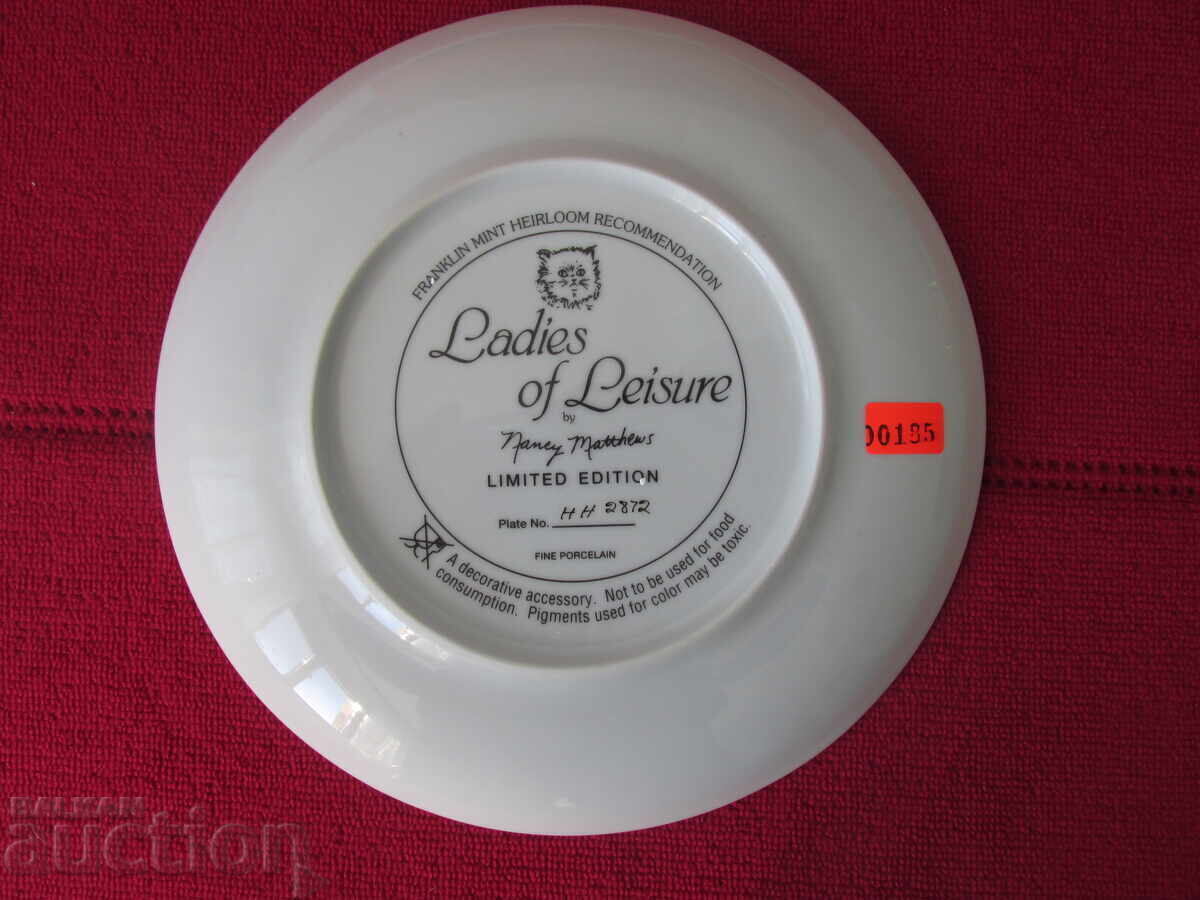 FRANKLIN MINT HEIRLOOM RECOMMENDATION
Ladies
of Leisure
by
Nancy Matthews
LIMITED EDITION
Plate No. HH 2872
FINE PORCELAIN
A decorative accessory. Not to be used for food
consumption. Pigments used for color may be toxic.
00185
BALKAN
auction